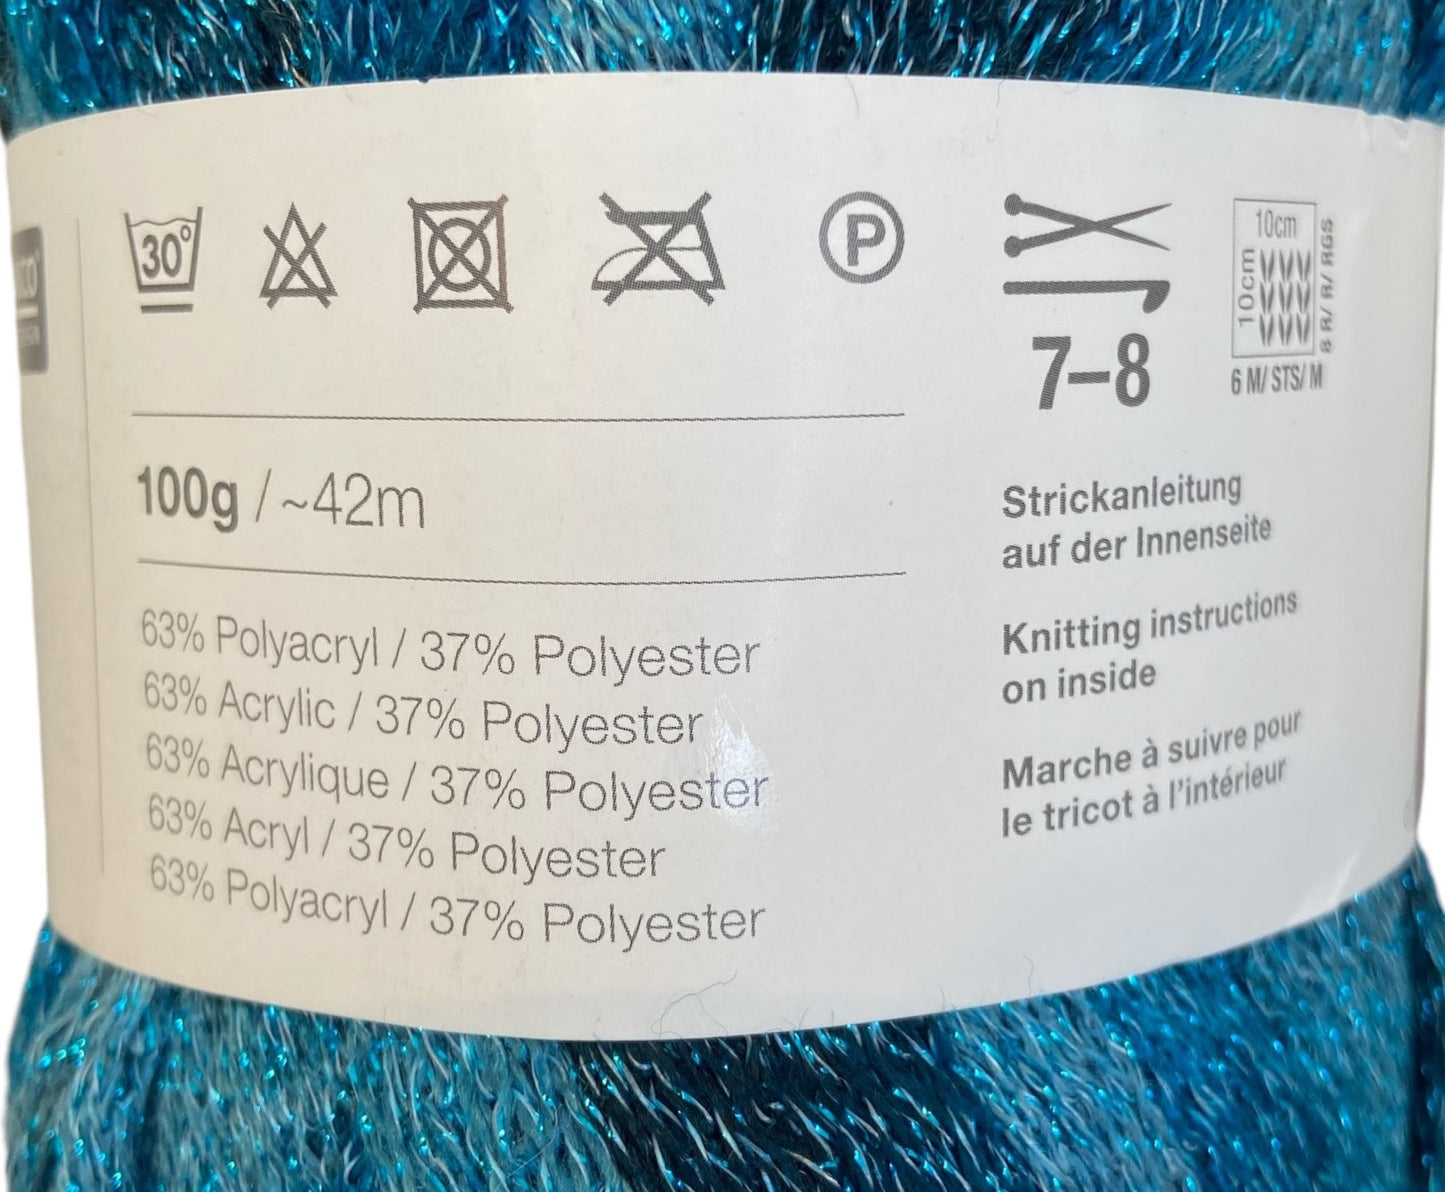 30°
P
7–8
10cm
10cm
8 R/ R/ RGS
6 M/ STS/ M
100g / ~42m
63% Polyacryl / 37% Polyester
63% Acrylic / 37% Polyester
63% Acrylique / 37% Polyester
63% Acryl / 37% Polyester
63% Polyacryl / 37% Polyester
Strickanleitung
auf der Innenseite
Knitting instructions
on inside
Marche à suivre pour
le tricot à l'intérieur